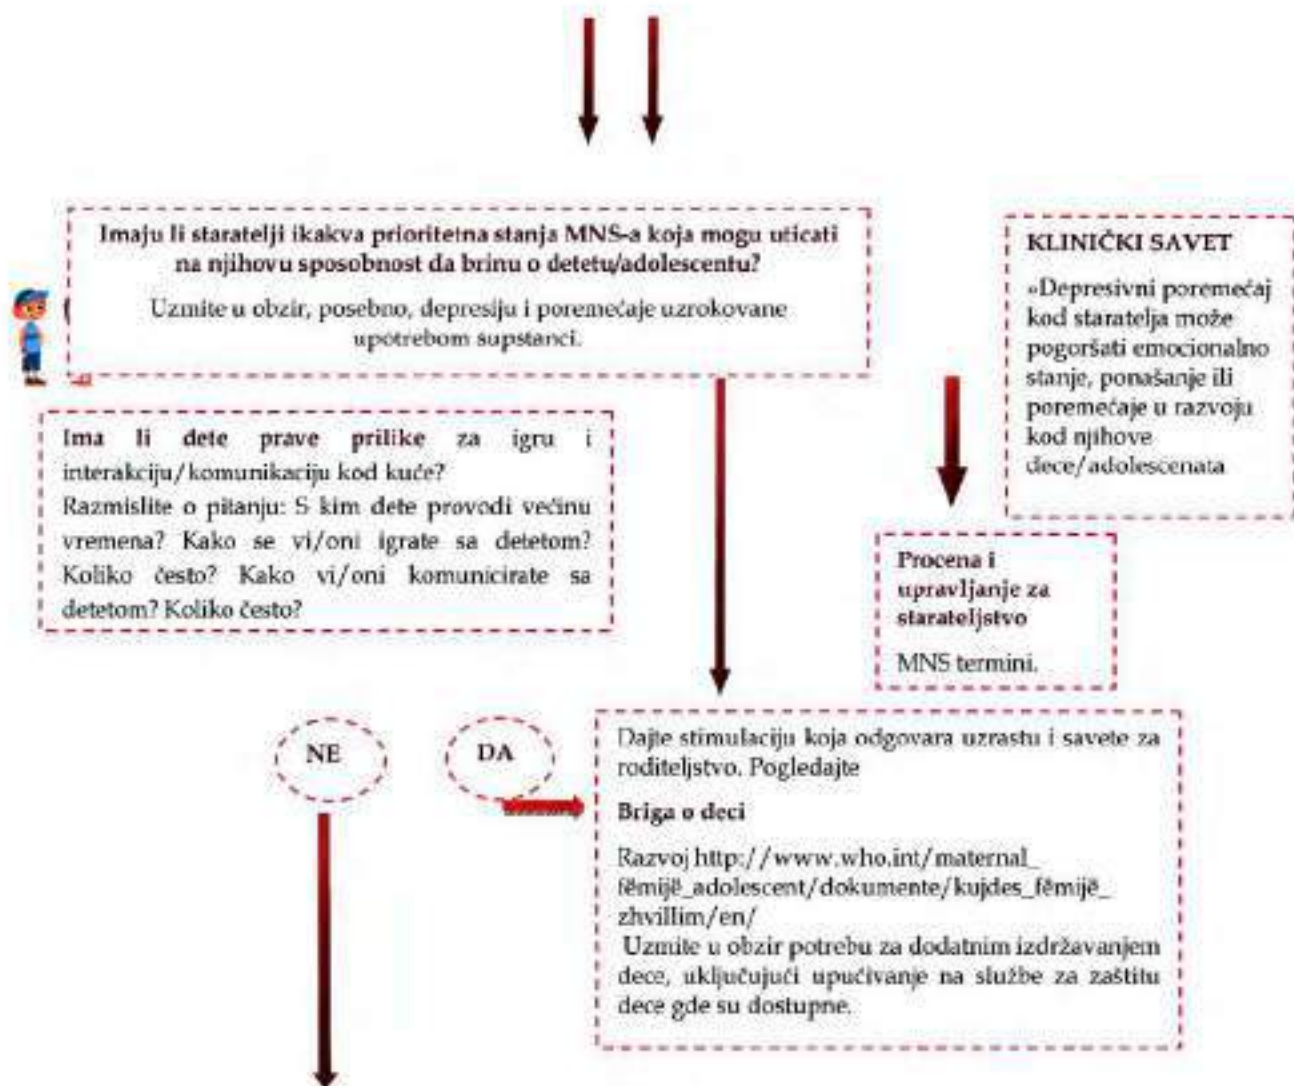 Imaju li staratelji ikakva prioritetna stanja MNS-a koja mogu uticati
na njihovu sposobnost da brinu o detetu/adolescentu?
Uzmite u obzir, posebno, depresiju i poremećaje uzrokovane
upotrebom supstanci.
KLINIČKI SAVET
»Depresivni poremećaj
kod staratelja može
pogoršati emocionalno
stanje, ponašanje ili
poremećaje u razvoju
kod njihove
dece/adolescenata
Ima li dete prave prilike za igru i
interakciju/komunikaciju kod kuće?
Razmislite o pitanju: S kim dete provodi većinu
vremena? Kako se vi/oni igrate sa detetom?
Koliko često? Kako vi/oni komunicirate sa
detetom? Koliko često?
Procena i
upravljanje za
starateljstvo
MNS termini.
NE
DA
Dajte stimulaciju koja odgovara uzrastu i savete za
roditeljstvo. Pogledajte
Briga o deci
Razvoj http://www.who.int/maternal_
fëmijë_adolescent/dokumente/kujdes_fëmijë_
zhvillim/en/
Uzmite u obzir potrebu za dodatnim izdržavanjem
dece, uključujući upućivanje na službe za zaštitu
dece gde su dostupne.